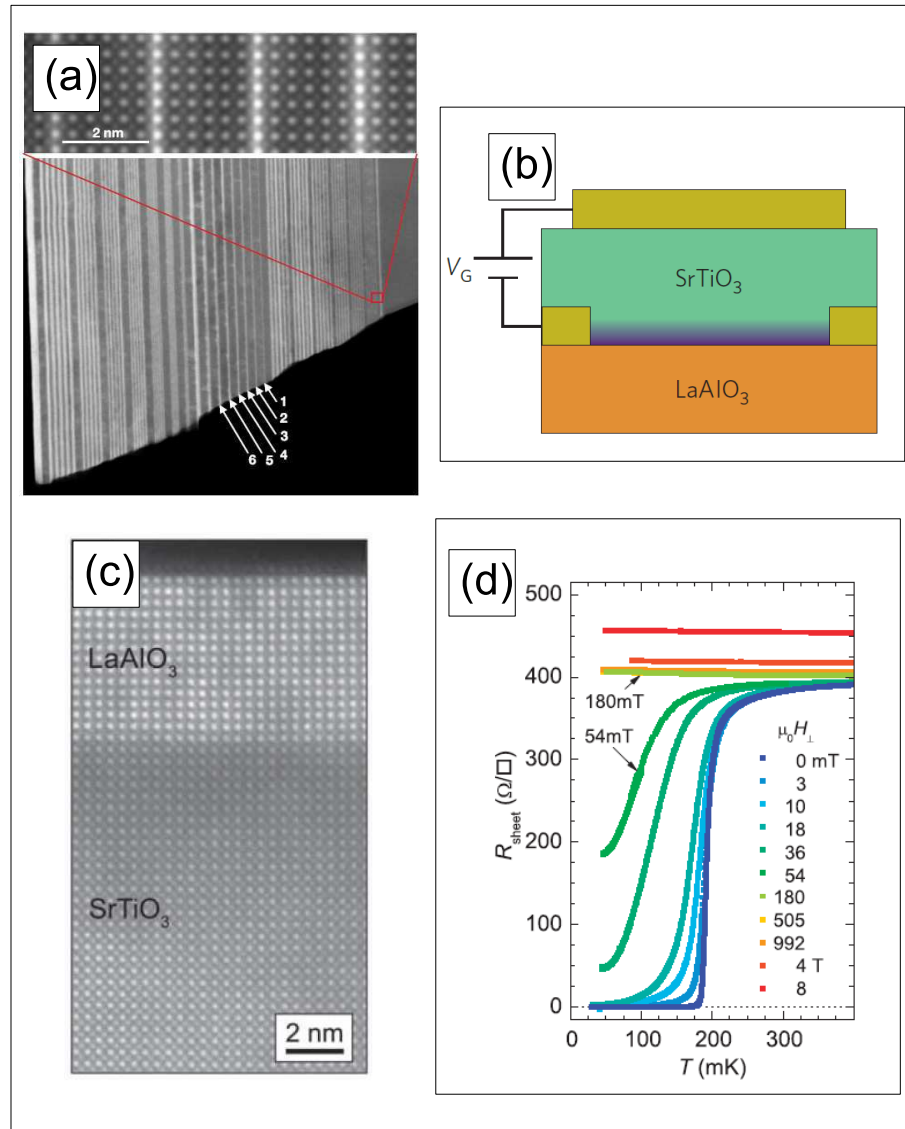 (a)
2 nm
1
2
3
6 5 4
(b)
V_G
SrTiO₃
LaAlO₃
(c)
LaAlO₃
SrTiO₃
2 nm
(d)
500
400
300
200
100
0
R_sheet (Ω/□)
180mT
54mT
μ₀H⊥
0 mT
3
10
18
36
54
180
505
992
4 T
8
0 100 200 300
T (mK)